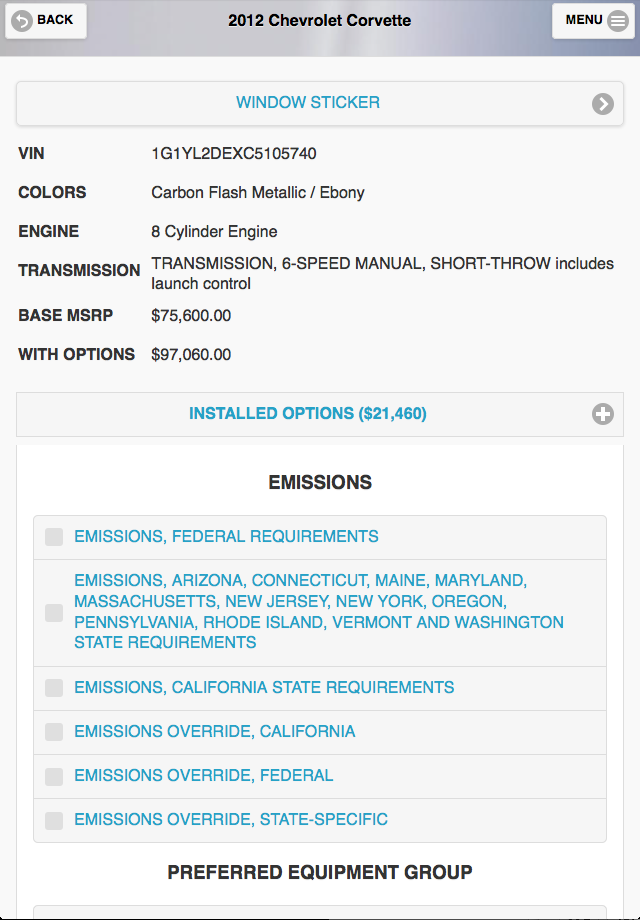 BACK
2012 Chevrolet Corvette
MENU
WINDOW STICKER
VIN 1G1YL2DEXC5105740
COLORS Carbon Flash Metallic / Ebony
ENGINE 8 Cylinder Engine
TRANSMISSION TRANSMISSION, 6-SPEED MANUAL, SHORT-THROW includes
launch control
BASE MSRP $75,600.00
WITH OPTIONS $97,060.00
INSTALLED OPTIONS ($21,460)
EMISSIONS
EMISSIONS, FEDERAL REQUIREMENTS
EMISSIONS, ARIZONA, CONNECTICUT, MAINE, MARYLAND,
MASSACHUSETTS, NEW JERSEY, NEW YORK, OREGON,
PENNSYLVANIA, RHODE ISLAND, VERMONT AND WASHINGTON
STATE REQUIREMENTS
EMISSIONS, CALIFORNIA STATE REQUIREMENTS
EMISSIONS OVERRIDE, CALIFORNIA
EMISSIONS OVERRIDE, FEDERAL
EMISSIONS OVERRIDE, STATE-SPECIFIC
PREFERRED EQUIPMENT GROUP